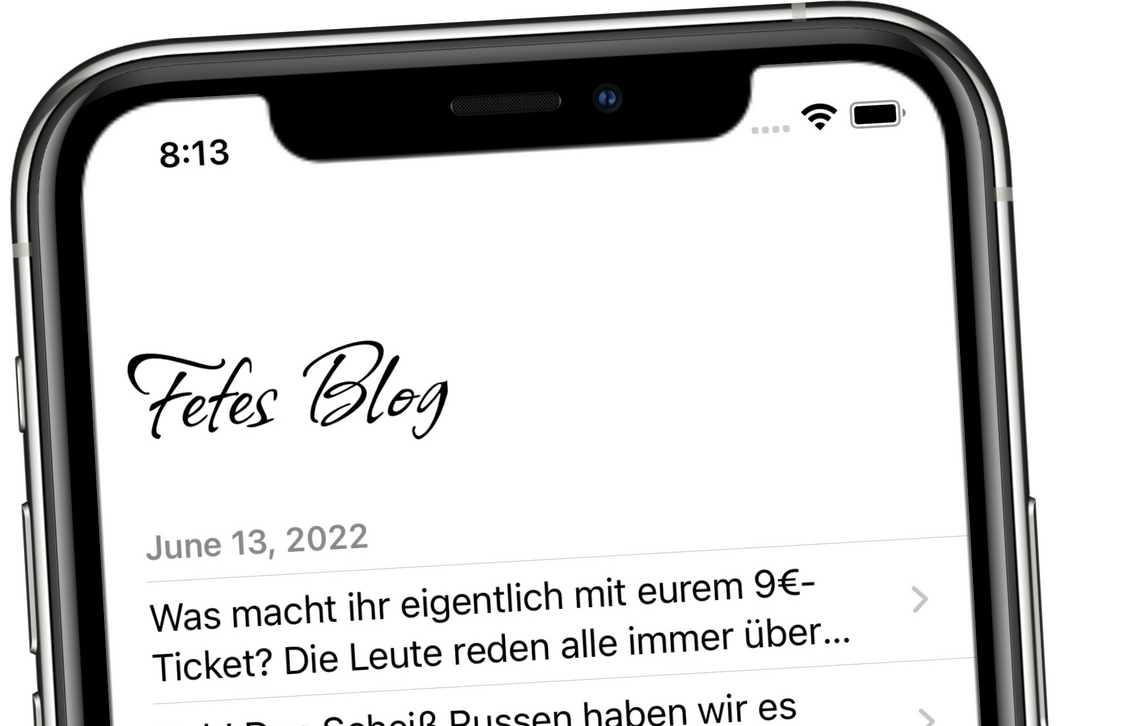 8:13
Fefes Blog
June 13, 2022
Was macht ihr eigentlich mit eurem 9€-
Ticket? Die Leute reden alle immer über...
Scheiß Russen haben wir es